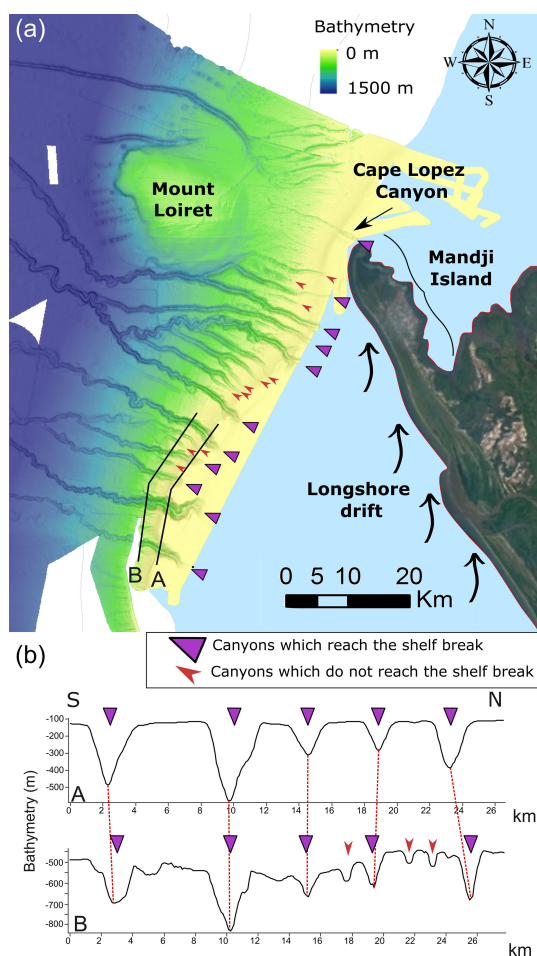 (a)
Bathymetry
0 m
1500 m
N
W E
S
Mount
Loiret
Cape Lopez
Canyon
Mandji
Island
Longshore
drift
B A
0 5 10 20
Km
Canyons which reach the shelf break
Canyons which do not reach the shelf break
(b)
S N
Bathymetry (m)
-100
-200
-300
-400
-500
A
0 2 4 6 8 10 12 14 16 18 20 22 24 26
km
-500
-600
-700
-800
B
0 2 4 6 8 10 12 14 16 18 20 22 24 26
km